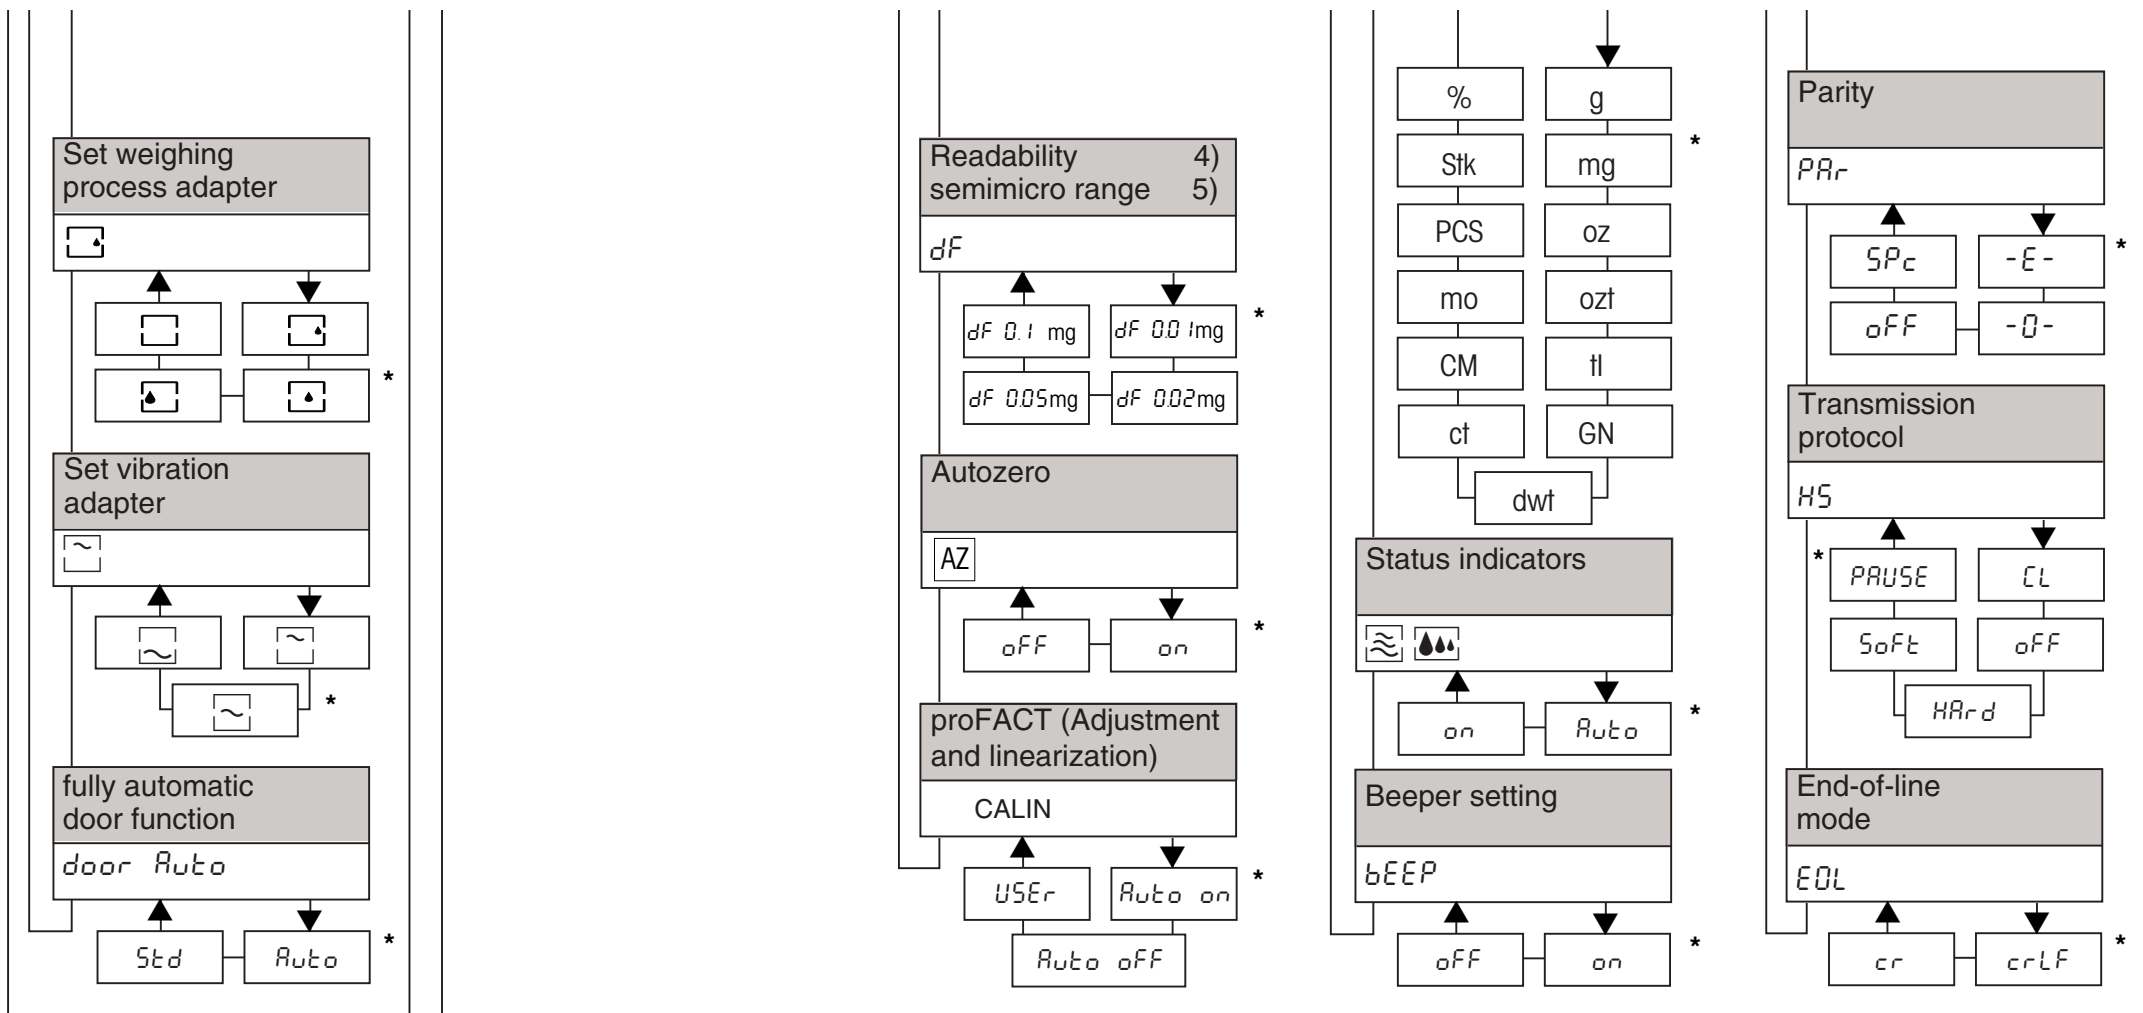 Set weighing
process adapter
*
Set vibration
adapter
*
fully automatic
door function
door Auto
Std
Auto *
Readability 4)
semimicro range 5)
dF
dF 0.1 mg
dF 0.01mg *
dF 0.05mg
dF 0.02mg
Autozero
AZ
oFF
on *
proFACT (Adjustment
and linearization)
CALIN
USEr
Auto on *
Auto oFF
%
g
Stk
mg *
PCS
oz
mo
ozt
CM
tl
ct
GN
dwt
Status indicators
on
Auto *
Beeper setting
bEEP
oFF
on *
Parity
PAr
SPc
-E- *
oFF
-O-
Transmission
protocol
HS
* PAUSE
CL
SoFt
oFF
HArd
End-of-line
mode
EOL
cr
crLF *